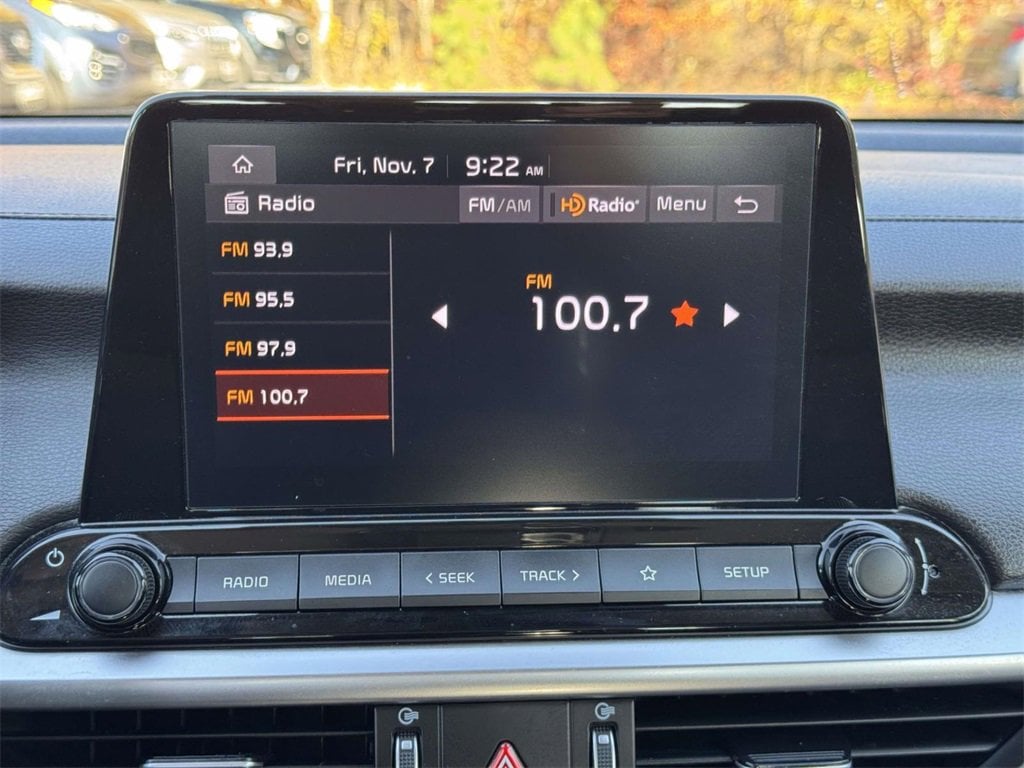 Fri, Nov. 7 9:22 AM
Radio FM/AM HD Radio® Menu
FM 93.9
FM 95.5
FM 97.9
FM 100.7
FM
100.7
RADIO MEDIA < SEEK TRACK > SETUP